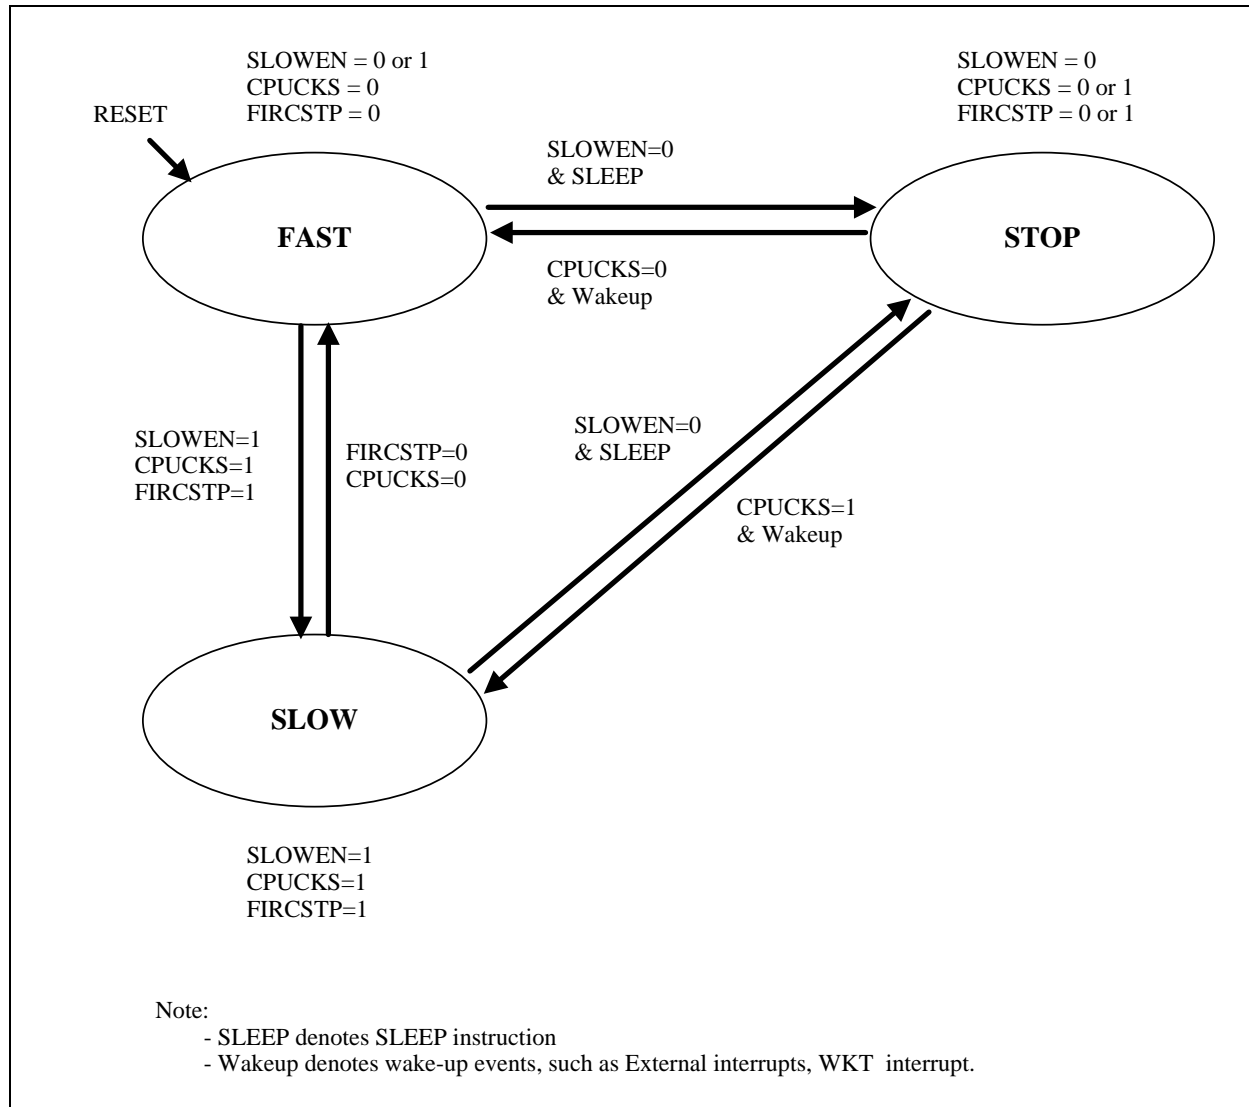 SLOWEN = 0 or 1
CPUCKS = 0
FIRCSTP = 0
RESET
SLOWEN = 0
CPUCKS = 0 or 1
FIRCSTP = 0 or 1
SLOWEN=0
& SLEEP
FAST
STOP
CPUCKS=0
& Wakeup
SLOWEN=1
CPUCKS=1
FIRCSTP=1
FIRCSTP=0
CPUCKS=0
SLOWEN=0
& SLEEP
CPUCKS=1
& Wakeup
SLOW
SLOWEN=1
CPUCKS=1
FIRCSTP=1
Note:
- SLEEP denotes SLEEP instruction
- Wakeup denotes wake-up events, such as External interrupts, WKT interrupt.